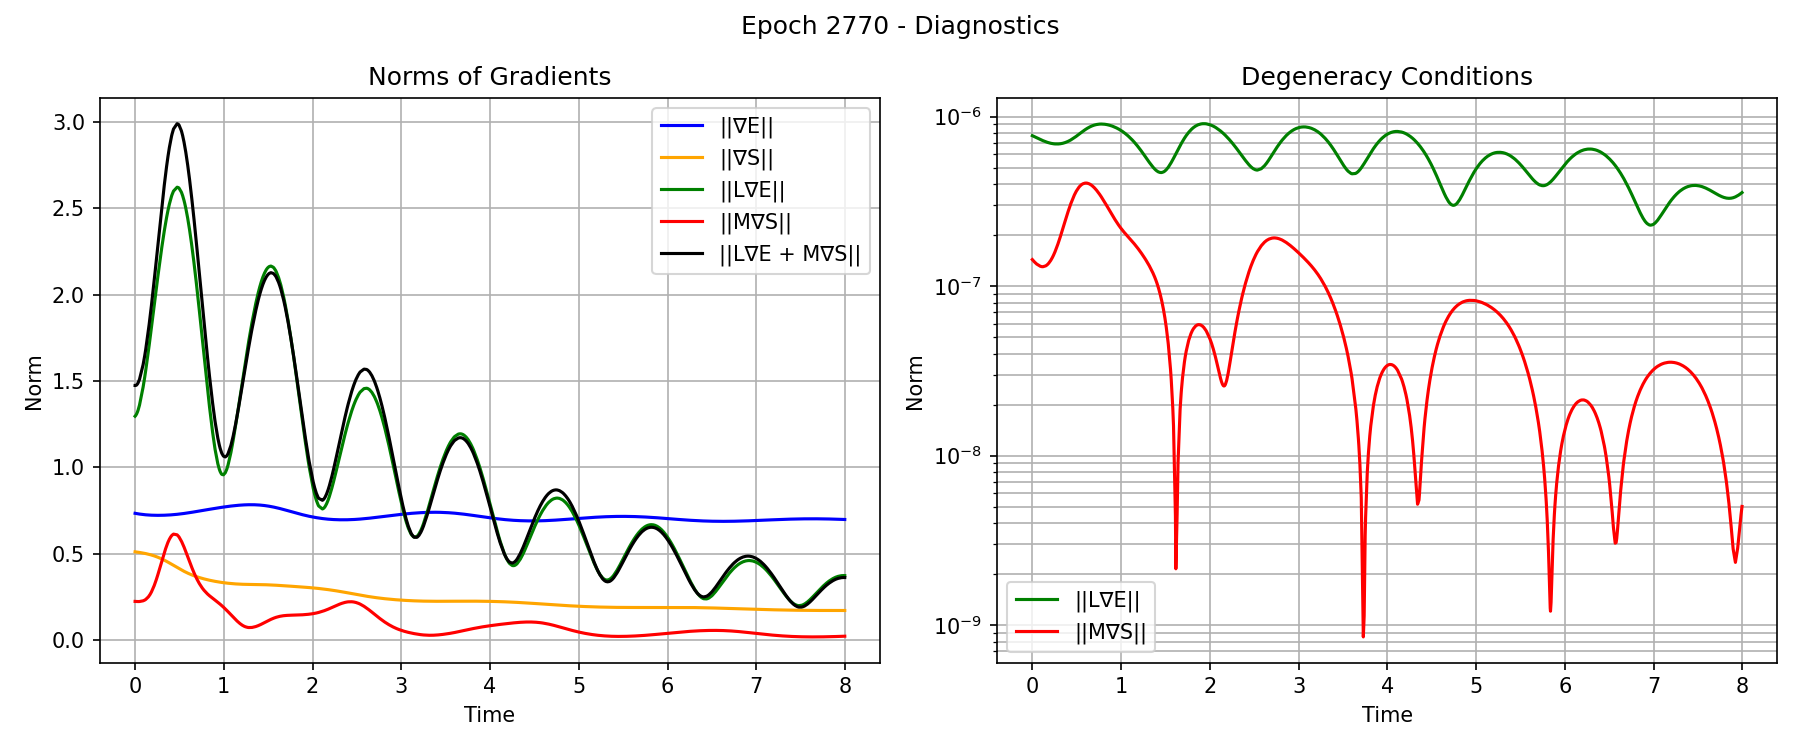 Epoch 2770 - Diagnostics
Norms of Gradients
Norm
3.0
2.5
2.0
1.5
1.0
0.5
0.0
||∇E||
||∇S||
||L∇E||
||M∇S||
||L∇E + M∇S||
0 1 2 3 4 5 6 7 8
Time
Degeneracy Conditions
Norm
10⁻⁶
10⁻⁷
10⁻⁸
10⁻⁹
||L∇E||
||M∇S||
0 1 2 3 4 5 6 7 8
Time